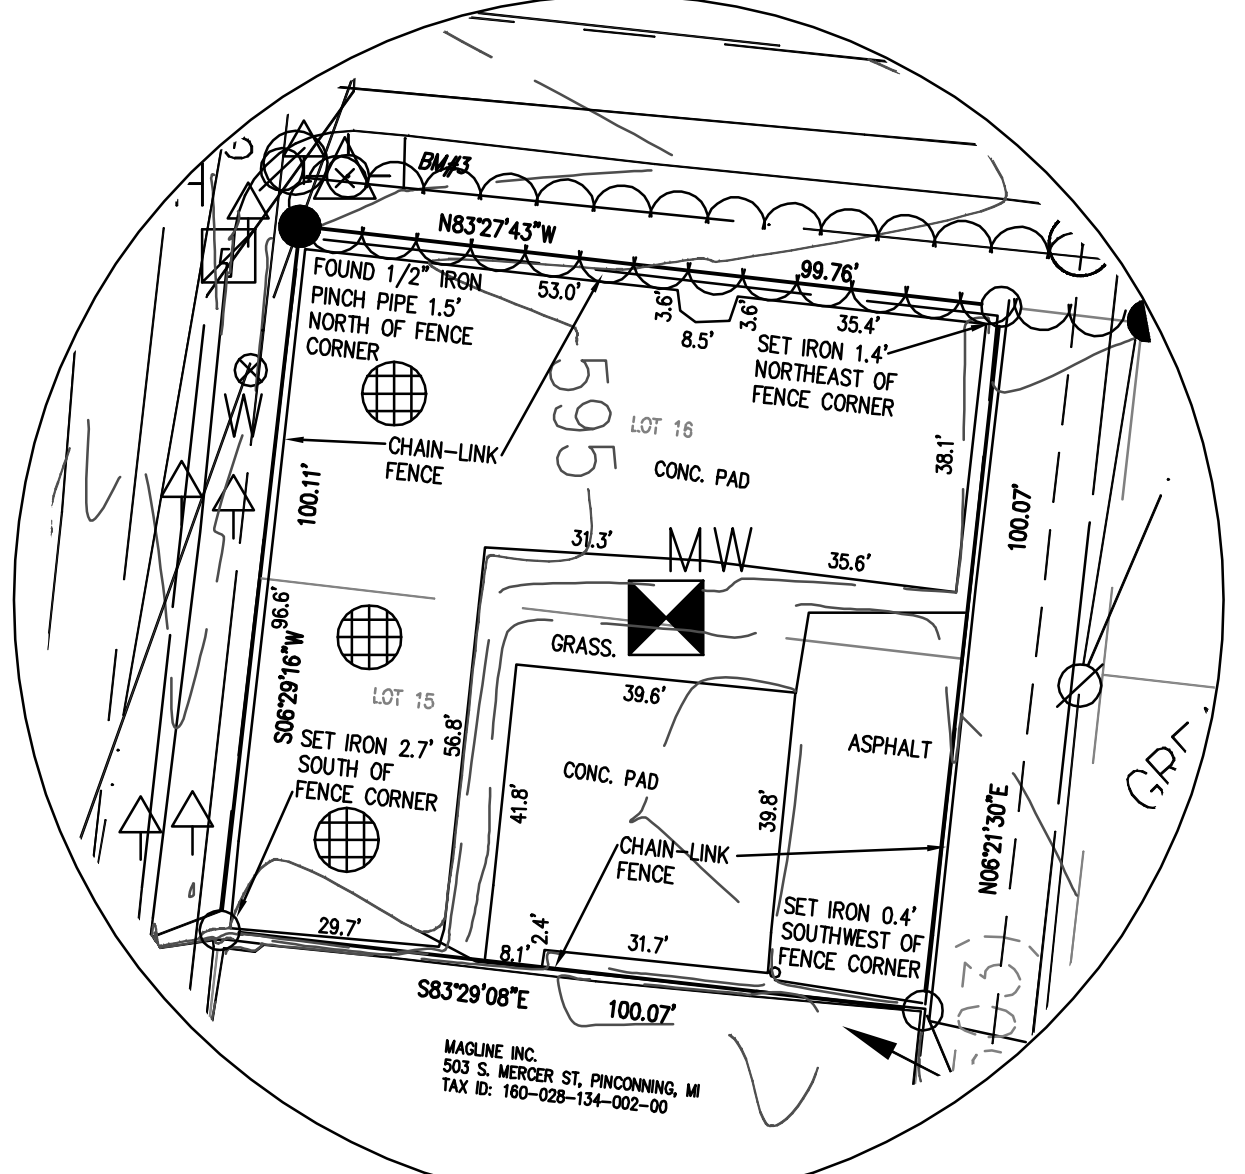 BM#3
N83°27'43"W
99.76'
FOUND 1/2" IRON
PINCH PIPE 1.5'
NORTH OF FENCE
CORNER
53.0'
3.6'
8.5'
3.6'
35.4'
SET IRON 1.4'
NORTHEAST OF
FENCE CORNER
595
LOT 16
W
CHAIN-LINK
FENCE
CONC. PAD
38.1'
100.11'
100.07'
31.3'
MW
35.6'
96.6'
S06°29'16"W
GRASS.
LOT 15
39.6'
56.8'
ASPHALT
SET IRON 2.7'
SOUTH OF
FENCE CORNER
CONC. PAD
41.8'
39.8'
N06°21'30"E
CHAIN-LINK
FENCE
SET IRON 0.4'
SOUTHWEST OF
FENCE CORNER
29.7'
8.1'
2.4'
31.7'
S83°29'08"E
100.07'
MAGLINE INC.
503 S. MERCER ST, PINCONNING, MI
TAX ID: 160-028-134-002-00